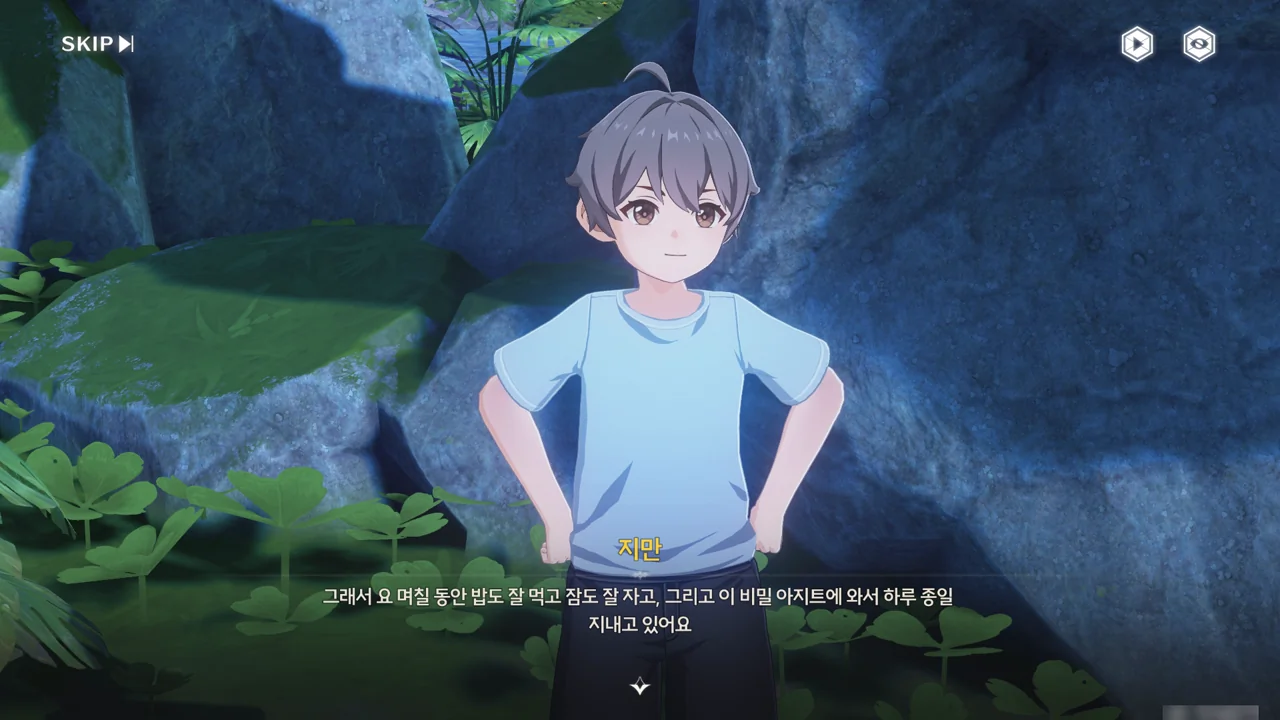 SKIP
지만
그래서 요 며칠 동안 밥도 잘 먹고 잠도 잘 자고, 그리고 이 비밀 아지트에 와서 하루 종일
지내고 있어요